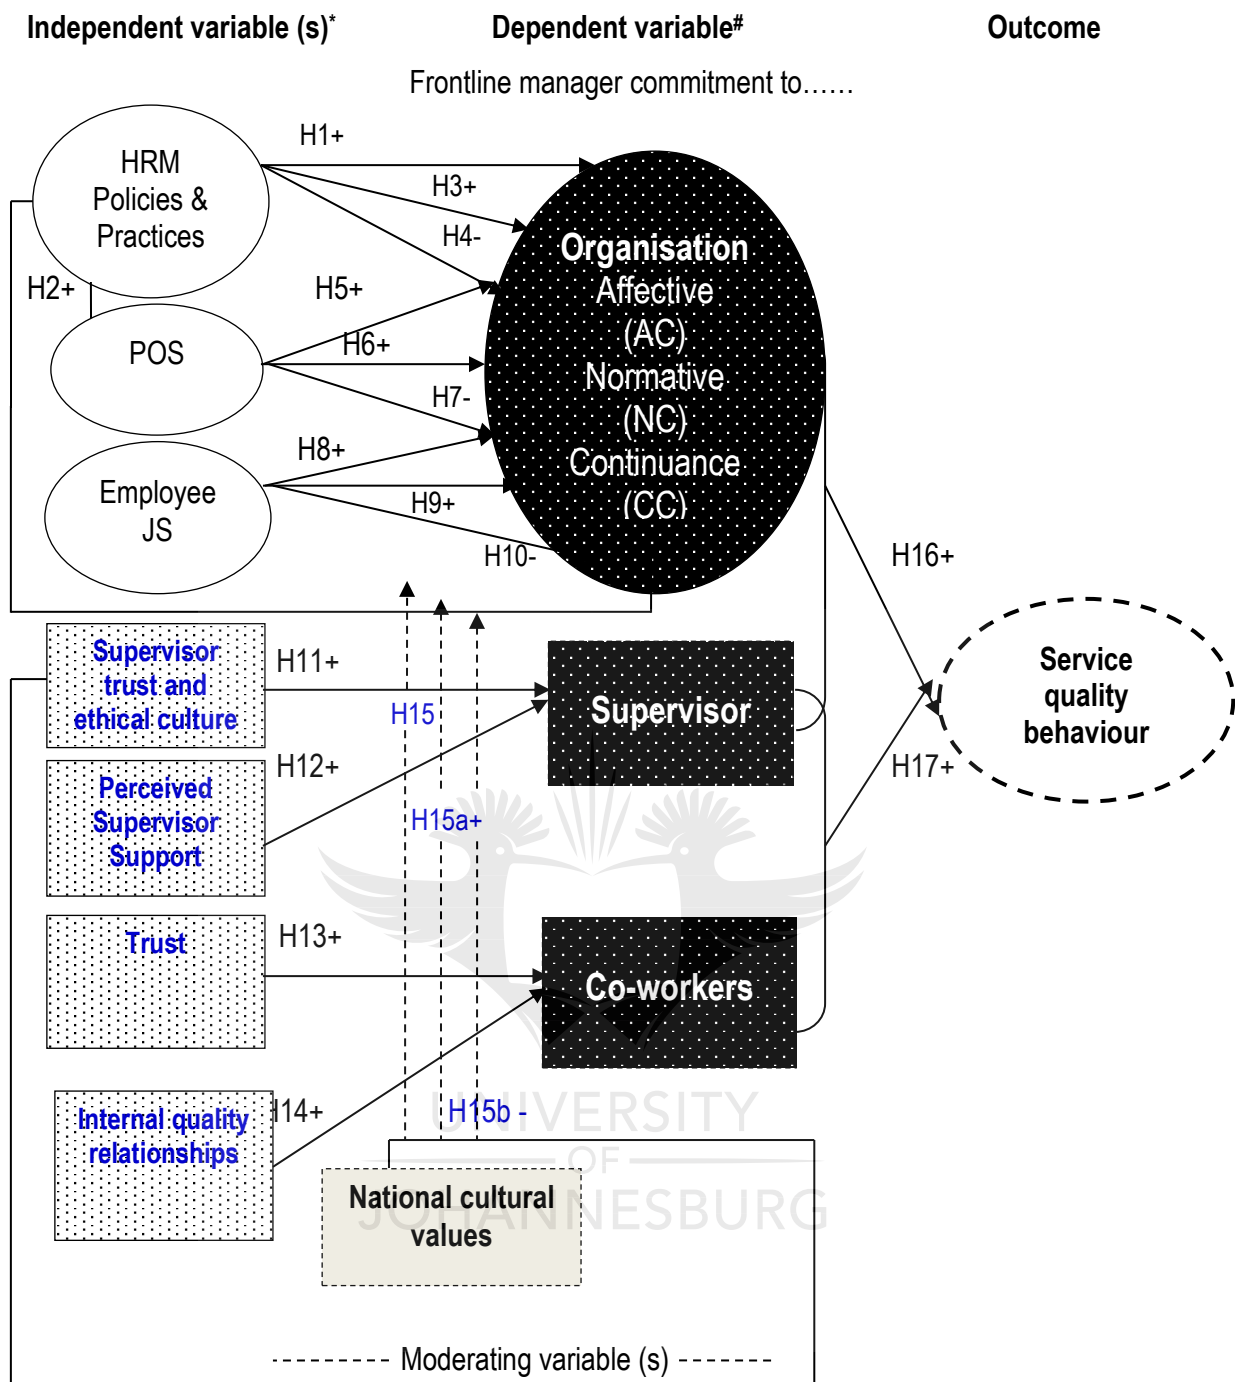 Independent variable (s)*
Dependent variable#
Outcome
Frontline manager commitment to……
HRM
Policies &
Practices
H1+
H3+
H4-
H2+
POS
H5+
H6+
H7-
Employee
JS
H8+
H9+
H10-
Organisation
Affective
(AC)
Normative
(NC)
Continuance
(CC)
H16+
H17+
Service
quality
behaviour
Supervisor
trust and
ethical culture
H11+
Supervisor
H15
Perceived
Supervisor
Support
H12+
H15a+
Trust
H13+
Co-workers
Internal quality
relationships
H14+
H15b -
UNIVERSITY
OF
JOHANNESBURG
National cultural
values
Moderating variable (s)